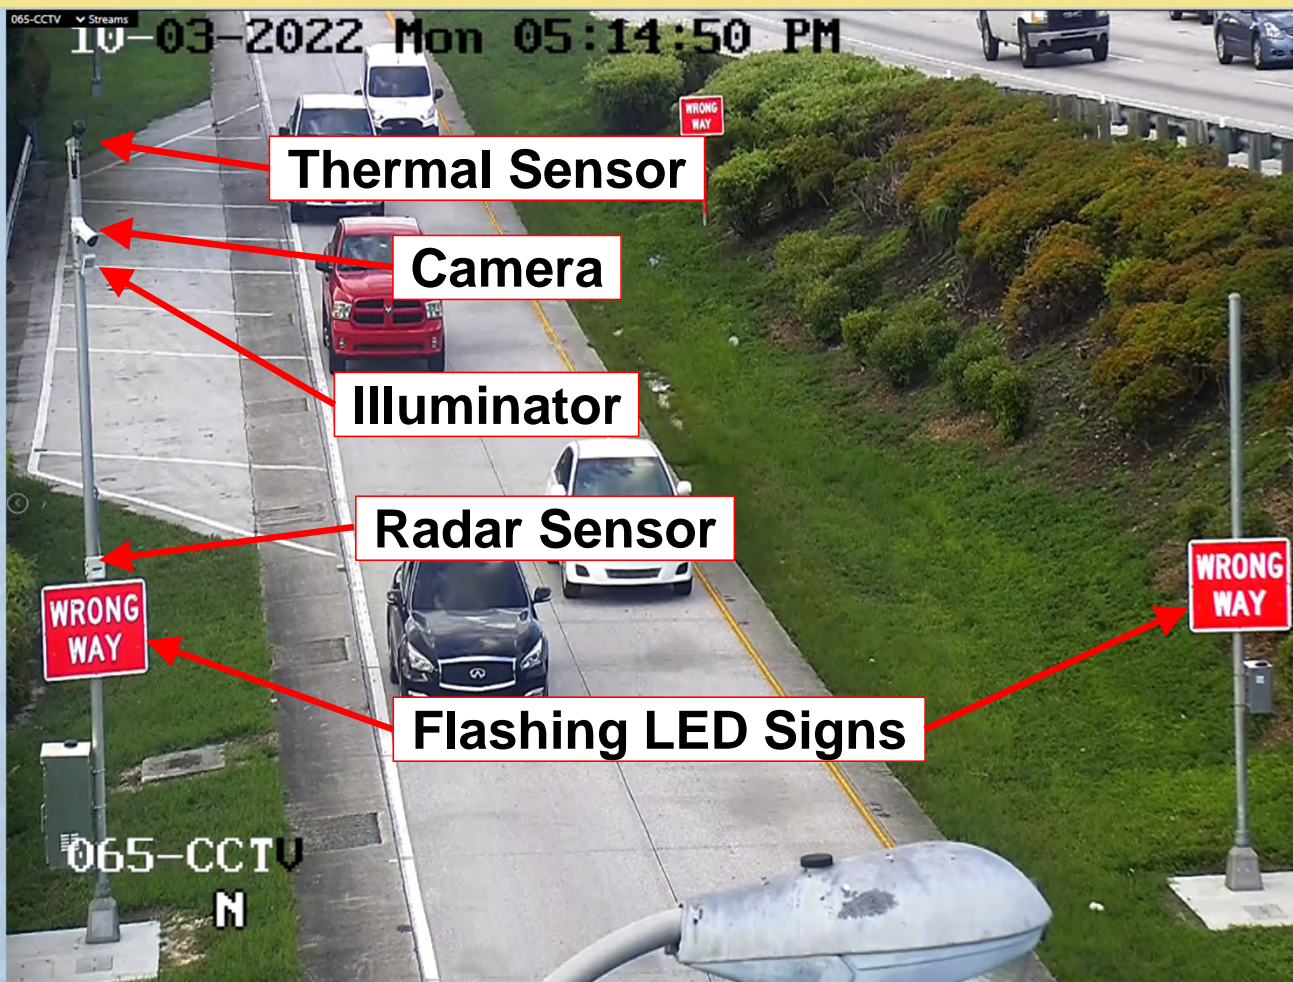 065-CCTV Streams
10-03-2022 Mon 05:14:50 PM
WRONG
WAY
Thermal Sensor
Camera
Illuminator
Radar Sensor
WRONG
WAY
WRONG
WAY
Flashing LED Signs
065-CCTV
N